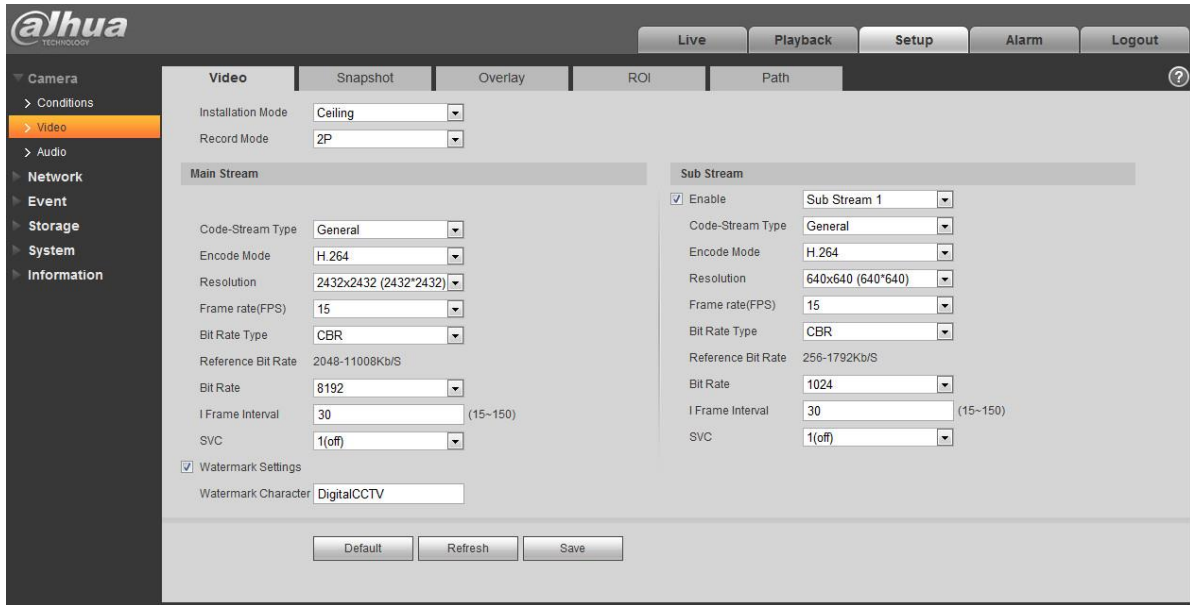 alhua
TECHNOLOGY
Live Playback Setup Alarm Logout
Camera
Conditions
Video
Audio
Network
Event
Storage
System
Information
Video Snapshot Overlay ROI Path
?
Installation Mode Ceiling
Record Mode 2P
Main Stream
Code-Stream Type General
Encode Mode H.264
Resolution 2432x2432 (2432*2432)
Frame rate(FPS) 15
Bit Rate Type CBR
Reference Bit Rate 2048-11008Kb/S
Bit Rate 8192
I Frame Interval 30 (15~150)
SVC 1(off)
Watermark Settings
Watermark Character DigitalCCTV
Sub Stream
Enable Sub Stream 1
Code-Stream Type General
Encode Mode H.264
Resolution 640x640 (640*640)
Frame rate(FPS) 15
Bit Rate Type CBR
Reference Bit Rate 256-1792Kb/S
Bit Rate 1024
I Frame Interval 30 (15~150)
SVC 1(off)
Default Refresh Save